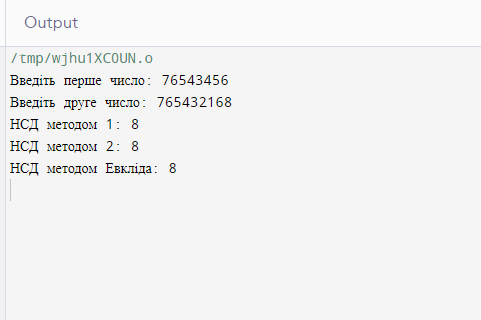 Output
/tmp/wjhu1XC0UN.o
Введіть перше число: 76543456
Введіть друге число: 765432168
НСД методом 1: 8
НСД методом 2: 8
НСД методом Евкліда: 8